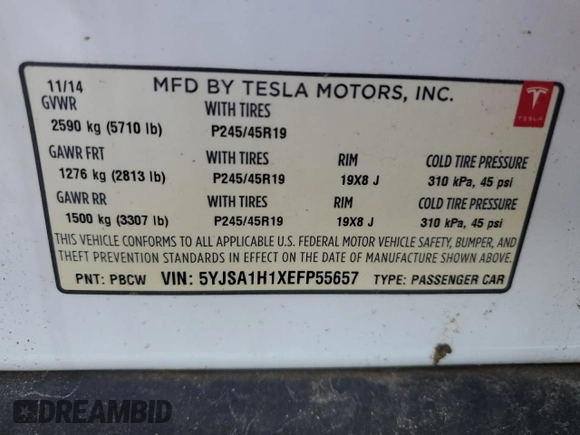 11/14 MFD BY TESLA MOTORS, INC.
TESLA
GVWR WITH TIRES
2590 kg (5710 lb) P245/45R19
GAWR FRT WITH TIRES RIM COLD TIRE PRESSURE
1276 kg (2813 lb) P245/45R19 19X8 J 310 kPa, 45 psi
GAWR RR WITH TIRES RIM COLD TIRE PRESSURE
1500 kg (3307 lb) P245/45R19 19X8 J 310 kPa, 45 psi
THIS VEHICLE CONFORMS TO ALL APPLICABLE U.S. FEDERAL MOTOR VEHICLE SAFETY, BUMPER, AND
THEFT PREVENTION STANDARDS IN EFFECT ON THE DATE OF MANUFACTURE SHOWN ABOVE.
PNT: PBCW VIN: 5YJSA1H1XEFP55657 TYPE: PASSENGER CAR
DREAMBID